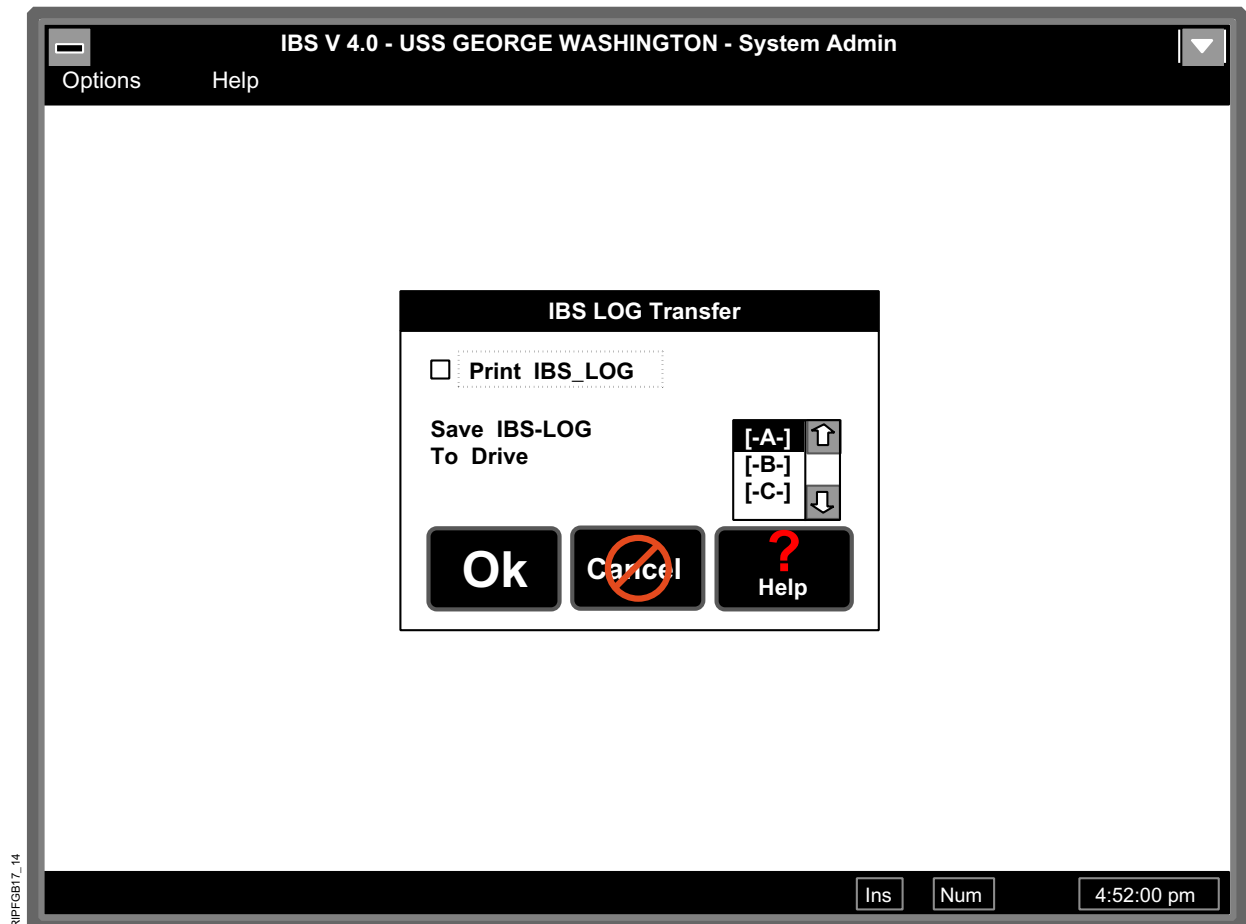 IBS V 4.0 - USS GEORGE WASHINGTON - System Admin
Options Help
IBS LOG Transfer
Print IBS_LOG
Save IBS-LOG
To Drive
[-A-]
[-B-]
[-C-]
Ok
Cancel
?
Help
Ins Num 4:52:00 pm